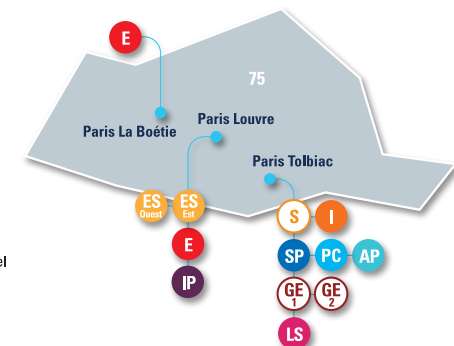 E
75
Paris La Boétie
Paris Louvre
Paris Tolbiac
ES
Ouest
ES
Est
S
I
E
SP
PC
AP
el
IP
GE
1
GE
2
LS